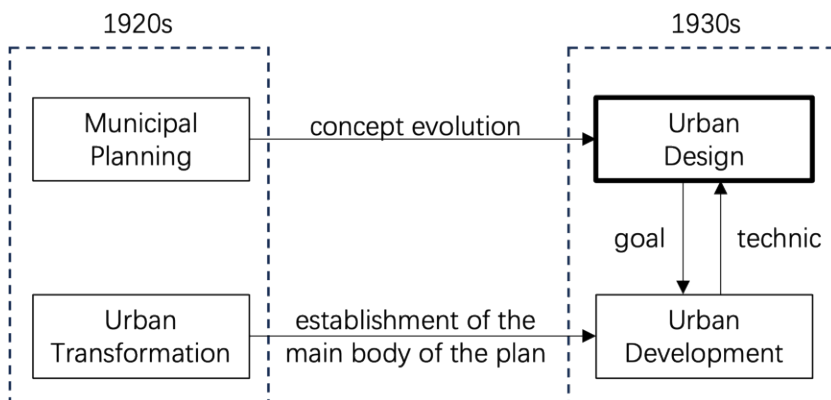 1920s
1930s
Municipal
Planning
concept evolution
Urban
Design
goal
technic
Urban
Transformation
establishment of the
main body of the plan
Urban
Development